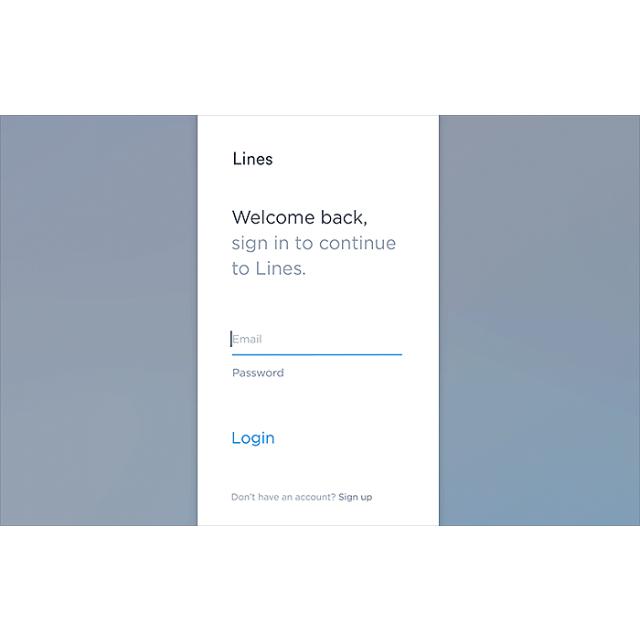 Lines
Welcome back,
sign in to continue
to Lines.
Email
Password
Login
Don't have an account? Sign up